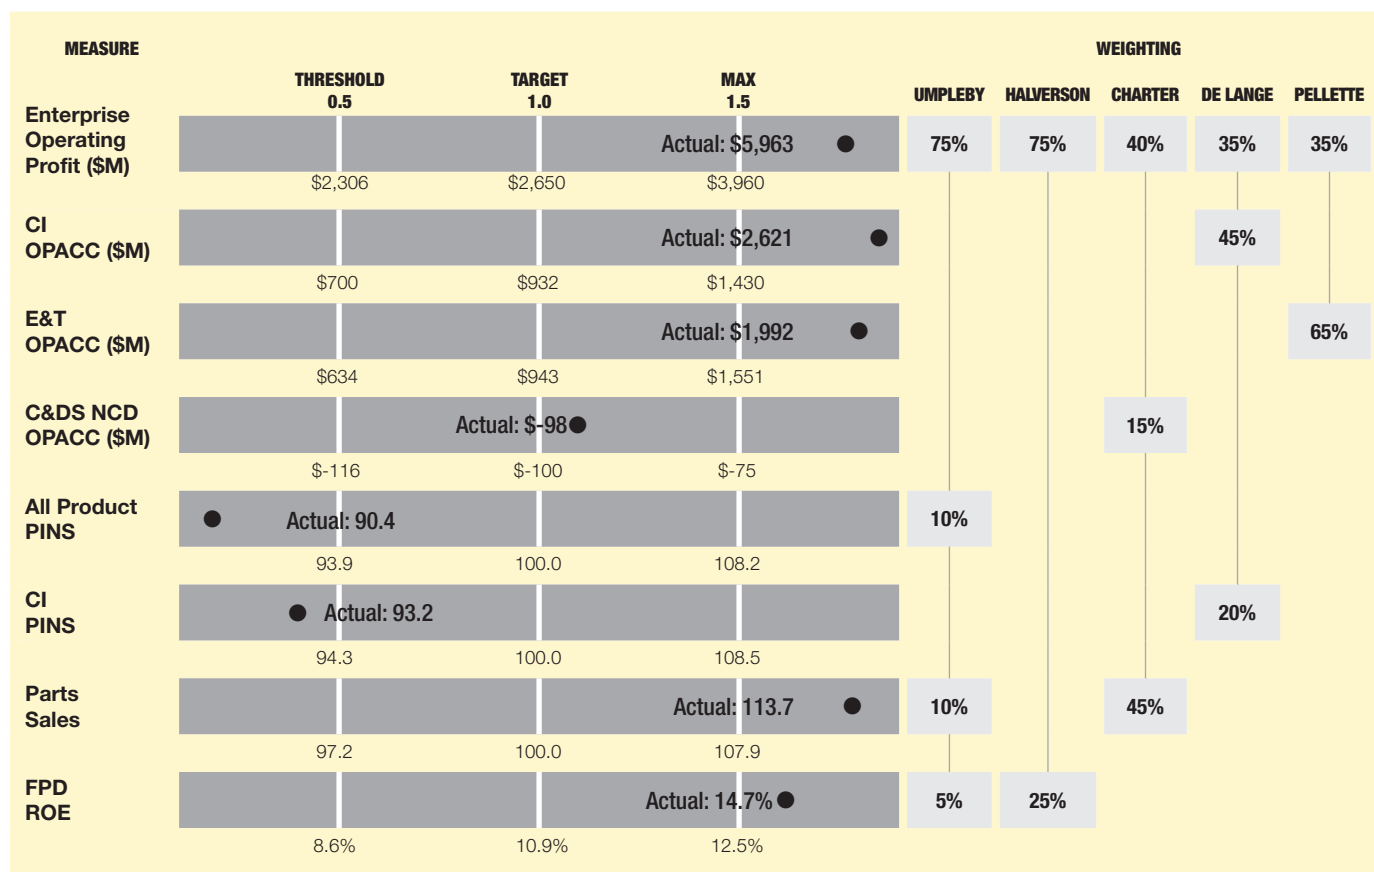 MEASURE
WEIGHTING
THRESHOLD TARGET MAX
0.5 1.0 1.5
UMPLEBY HALVERSON CHARTER DE LANGE PELLETTE
Enterprise
Operating
Profit ($M)
Actual: $5,963
75% 75% 40% 35% 35%
$2,306 $2,650 $3,960
CI
OPACC ($M)
Actual: $2,621
45%
$700 $932 $1,430
E&T
OPACC ($M)
Actual: $1,992
65%
$634 $943 $1,551
C&DS NCD
OPACC ($M)
Actual: $-98
15%
$-116 $-100 $-75
All Product
PINS
Actual: 90.4
10%
93.9 100.0 108.2
CI
PINS
Actual: 93.2
20%
94.3 100.0 108.5
Parts
Sales
Actual: 113.7
10% 45%
97.2 100.0 107.9
FPD
ROE
Actual: 14.7%
5% 25%
8.6% 10.9% 12.5%